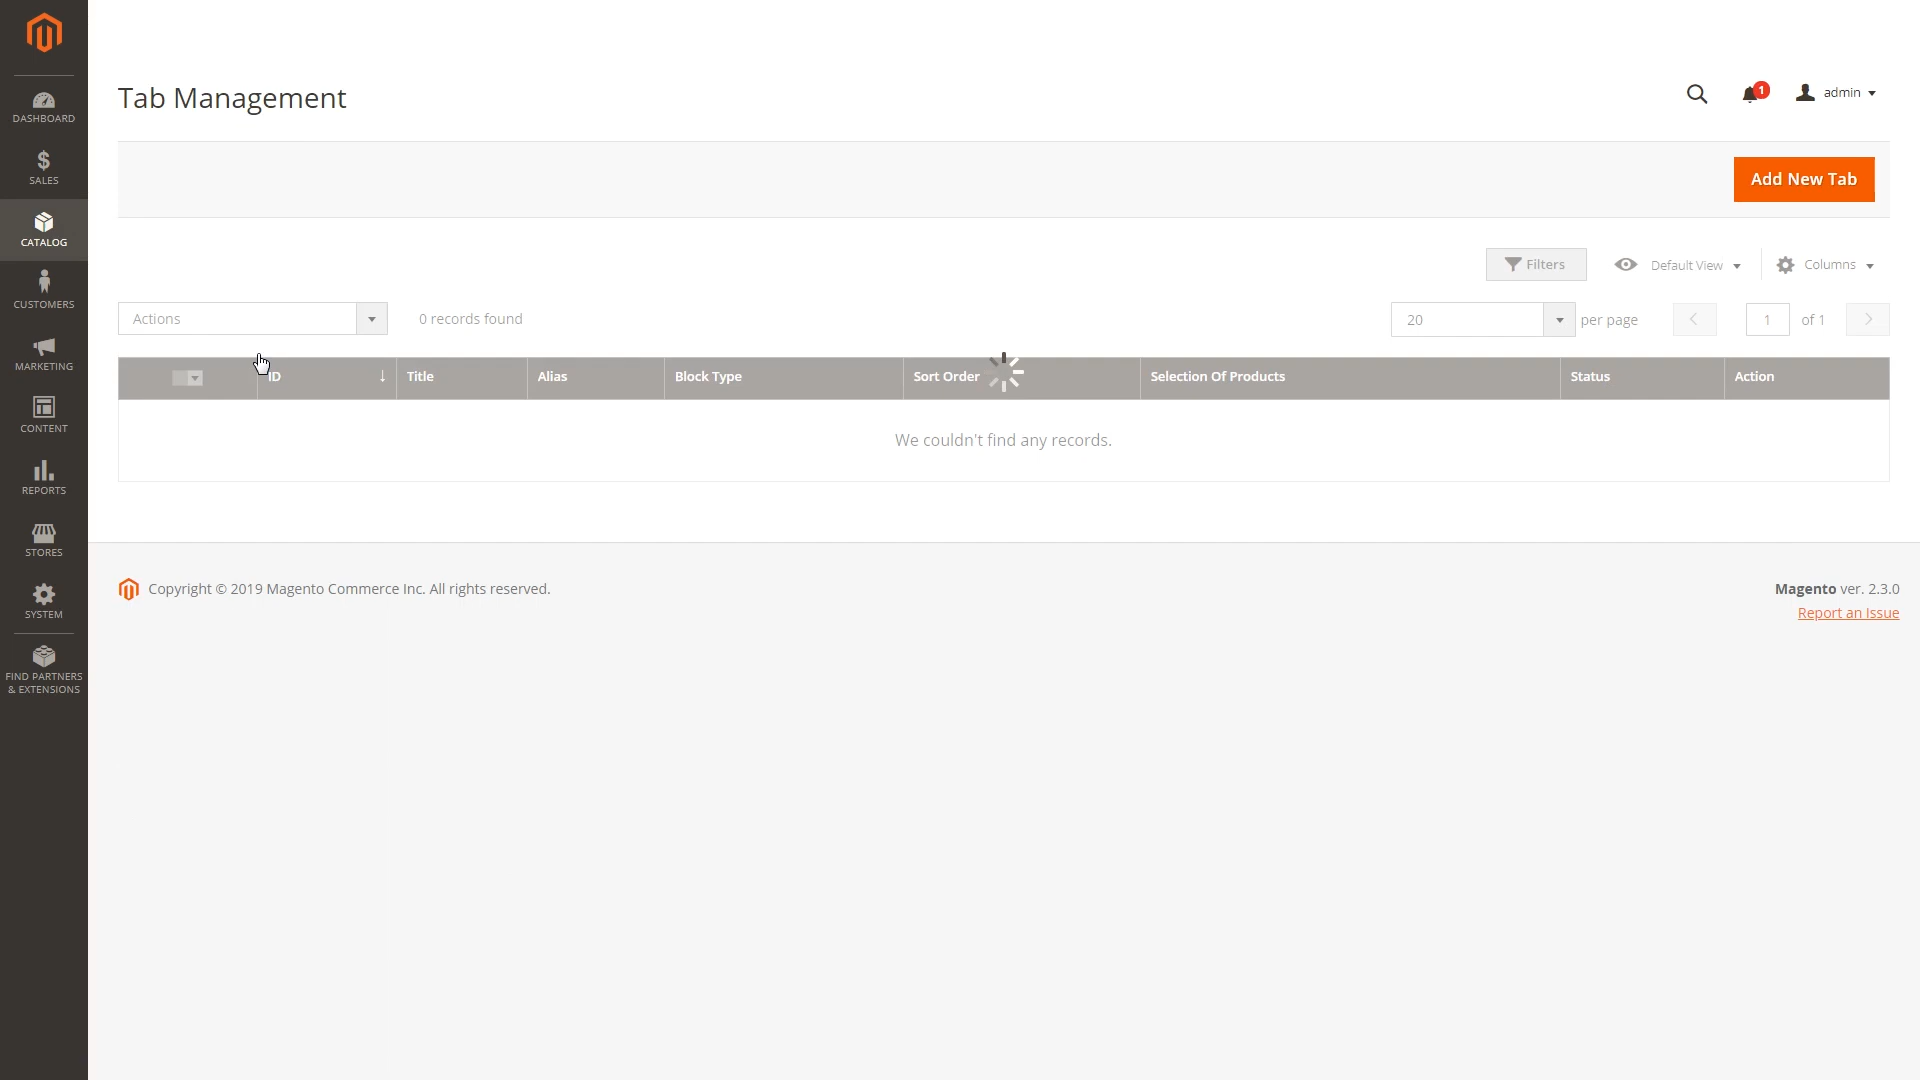 Tab Management
1
admin
DASHBOARD
SALES
CATALOG
CUSTOMERS
MARKETING
CONTENT
REPORTS
STORES
SYSTEM
FIND PARTNERS
& EXTENSIONS
Add New Tab
Filters
Default View
Columns
Actions
0 records found
20
per page
1
of 1
ID
Title
Alias
Block Type
Sort Order
Selection Of Products
Status
Action
We couldn't find any records.
Copyright © 2019 Magento Commerce Inc. All rights reserved.
Magento ver. 2.3.0
Report an Issue